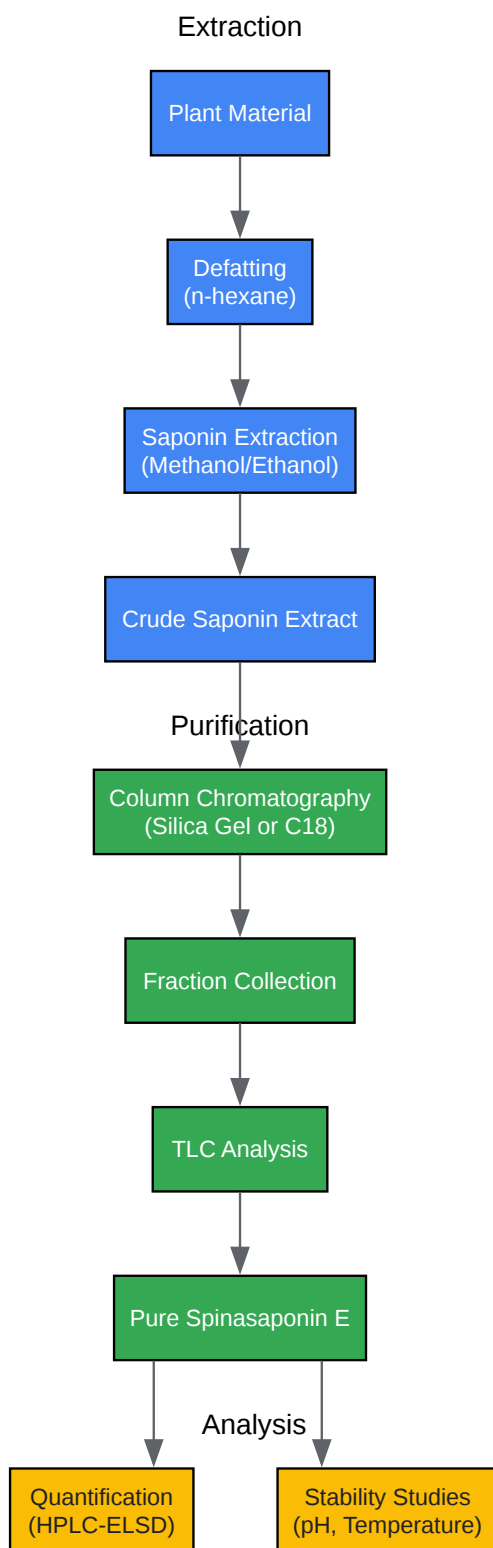 Extraction
Plant Material
Defatting
(n-hexane)
Saponin Extraction
(Methanol/Ethanol)
Crude Saponin Extract
Purification
Column Chromatography
(Silica Gel or C18)
Fraction Collection
TLC Analysis
Pure Spinasaponin E
Analysis
Quantification
(HPLC-ELSD)
Stability Studies
(pH, Temperature)